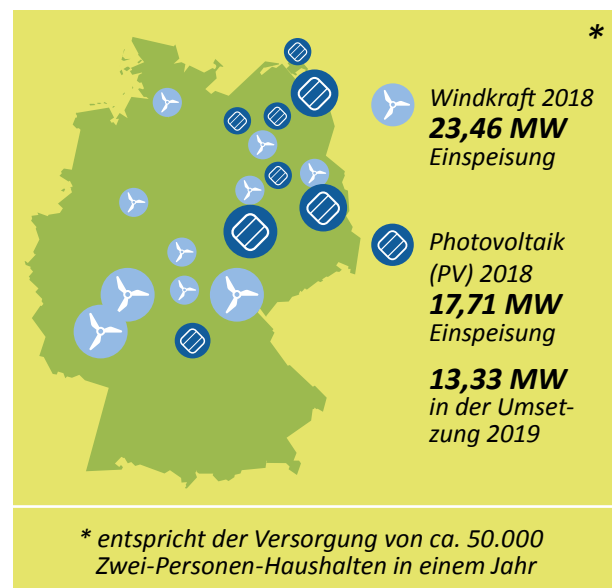 *
Windkraft 2018
23,46 MW
Einspeisung
Photovoltaik
(PV) 2018
17,71 MW
Einspeisung
13,33 MW
in der Umset-
zung 2019
* entspricht der Versorgung von ca. 50.000
Zwei-Personen-Haushalten in einem Jahr